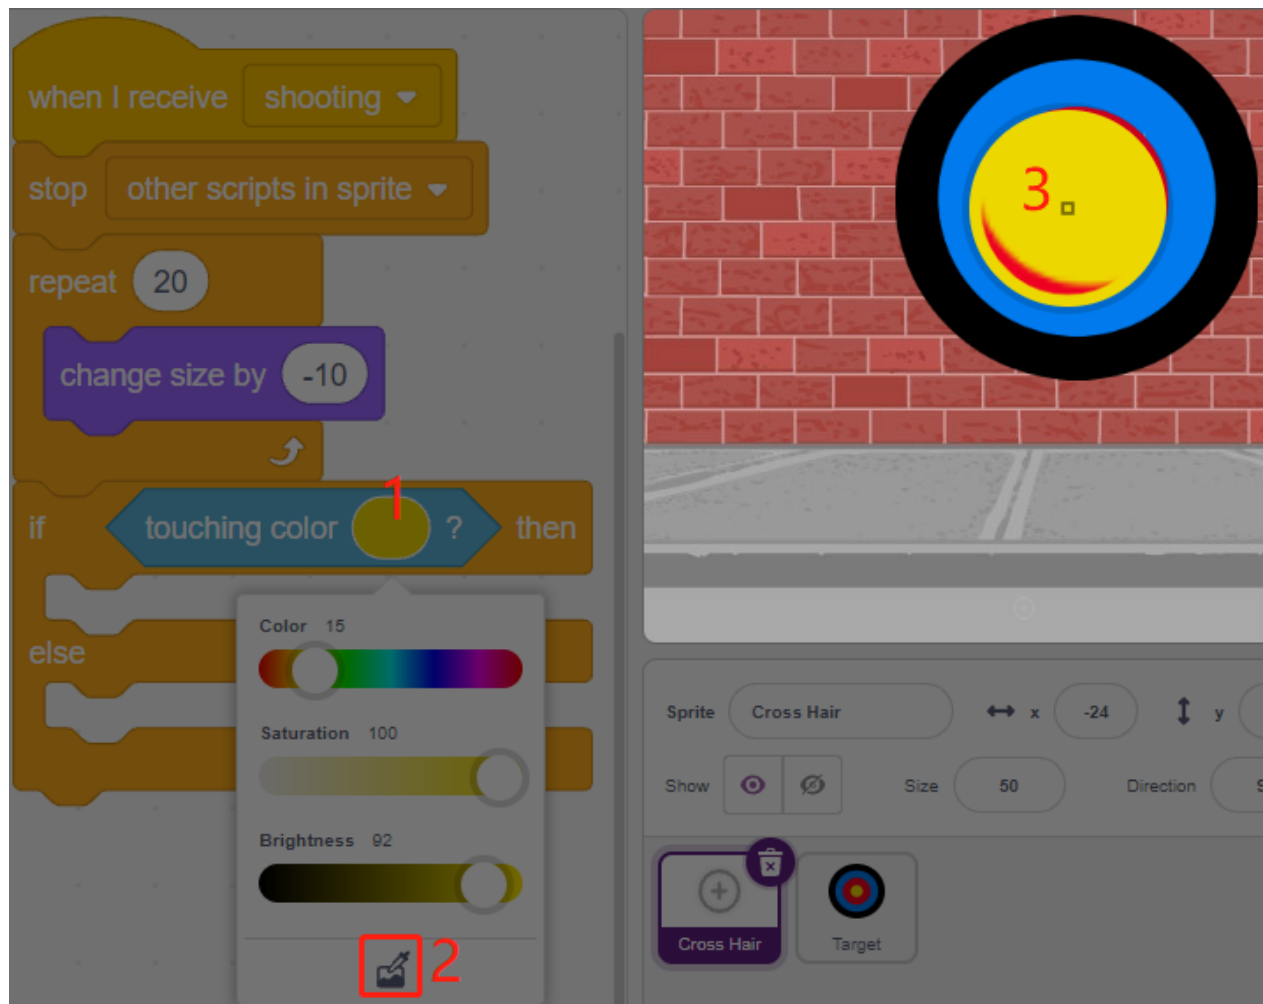 when I receive shooting
stop other scripts in sprite
repeat 20
change size by -10
1
if touching color ? then
Color 15
else
Saturation 100
Brightness 92
2
3
Sprite Cross Hair x -24 y
Show Size 50 Direction
Cross Hair
Target